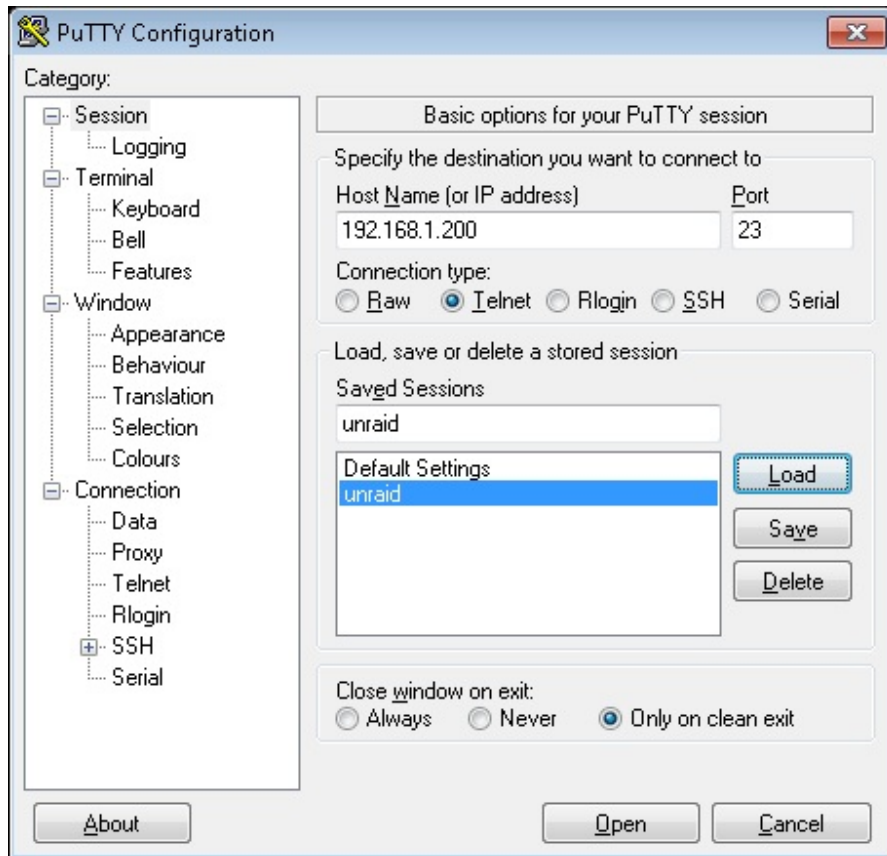 PuTTY Configuration
Category:
Session
Logging
Terminal
Keyboard
Bell
Features
Window
Appearance
Behaviour
Translation
Selection
Colours
Connection
Data
Proxy
Telnet
Rlogin
SSH
Serial
Basic options for your PuTTY session
Specify the destination you want to connect to
Host Name (or IP address) Port
192.168.1.200 23
Connection type:
Raw Telnet Rlogin SSH Serial
Load, save or delete a stored session
Saved Sessions
unraid
Default Settings
unraid
Load
Save
Delete
Close window on exit:
Always Never Only on clean exit
About Open Cancel